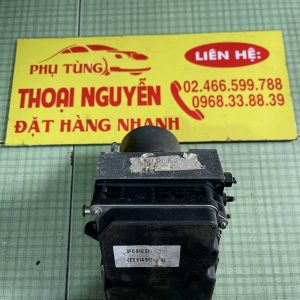 LIÊN HỆ:
PHỤ TÙNG
THOẠI NGUYỄN
02.466.599.788
0968.33.88.39
ĐẶT HÀNG NHANH